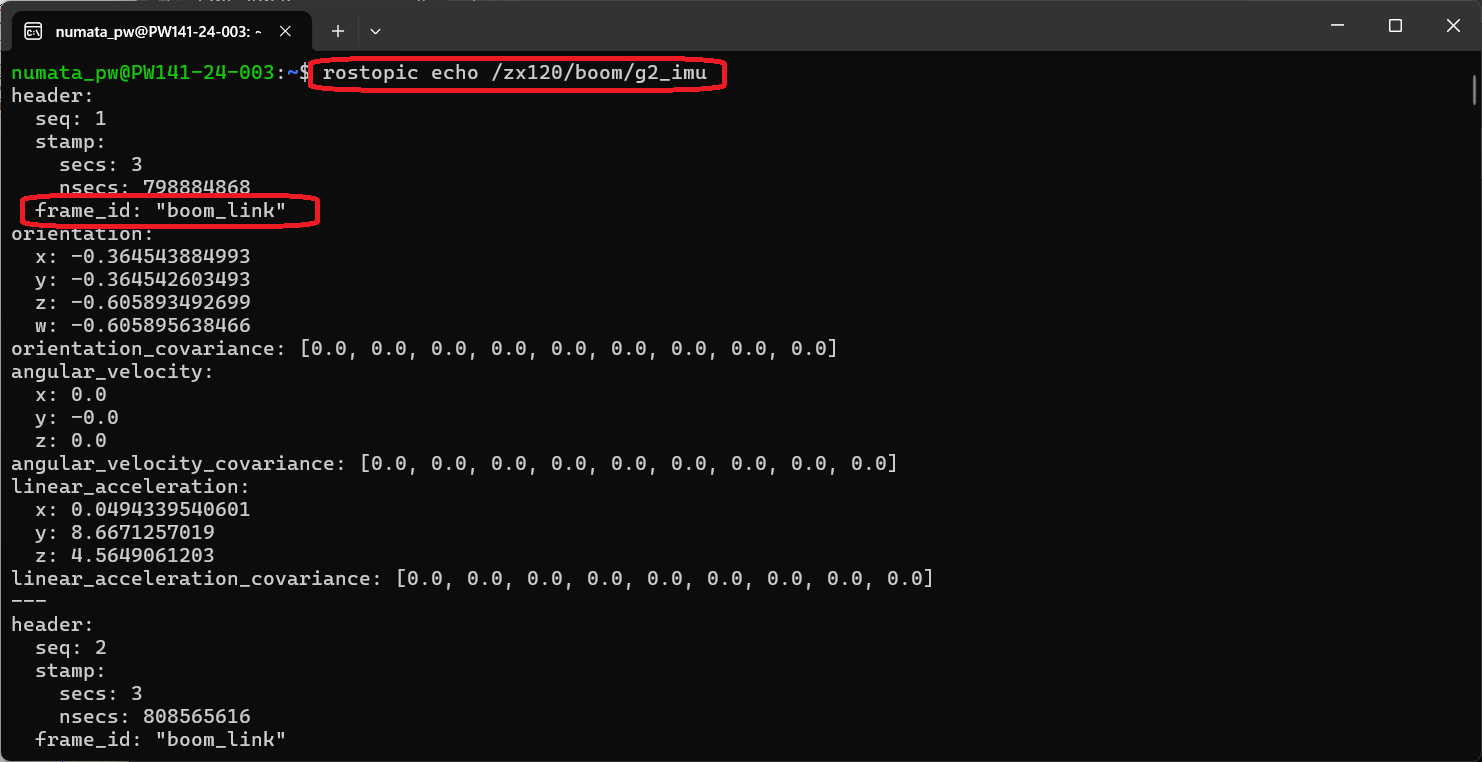 numata_pw@PW141-24-003: ~
numata_pw@PW141-24-003:~$ rostopic echo /zx120/boom/g2_imu
header:
  seq: 1
  stamp:
    secs: 3
    nsecs: 798884868
  frame_id: "boom_link"
orientation:
  x: -0.364543884993
  y: -0.364542603493
  z: -0.605893492699
  w: -0.605895638466
orientation_covariance: [0.0, 0.0, 0.0, 0.0, 0.0, 0.0, 0.0, 0.0, 0.0]
angular_velocity:
  x: 0.0
  y: -0.0
  z: 0.0
angular_velocity_covariance: [0.0, 0.0, 0.0, 0.0, 0.0, 0.0, 0.0, 0.0, 0.0]
linear_acceleration:
  x: 0.0494339540601
  y: 8.6671257019
  z: 4.5649061203
linear_acceleration_covariance: [0.0, 0.0, 0.0, 0.0, 0.0, 0.0, 0.0, 0.0, 0.0]
---
header:
  seq: 2
  stamp:
    secs: 3
    nsecs: 808565616
  frame_id: "boom_link"